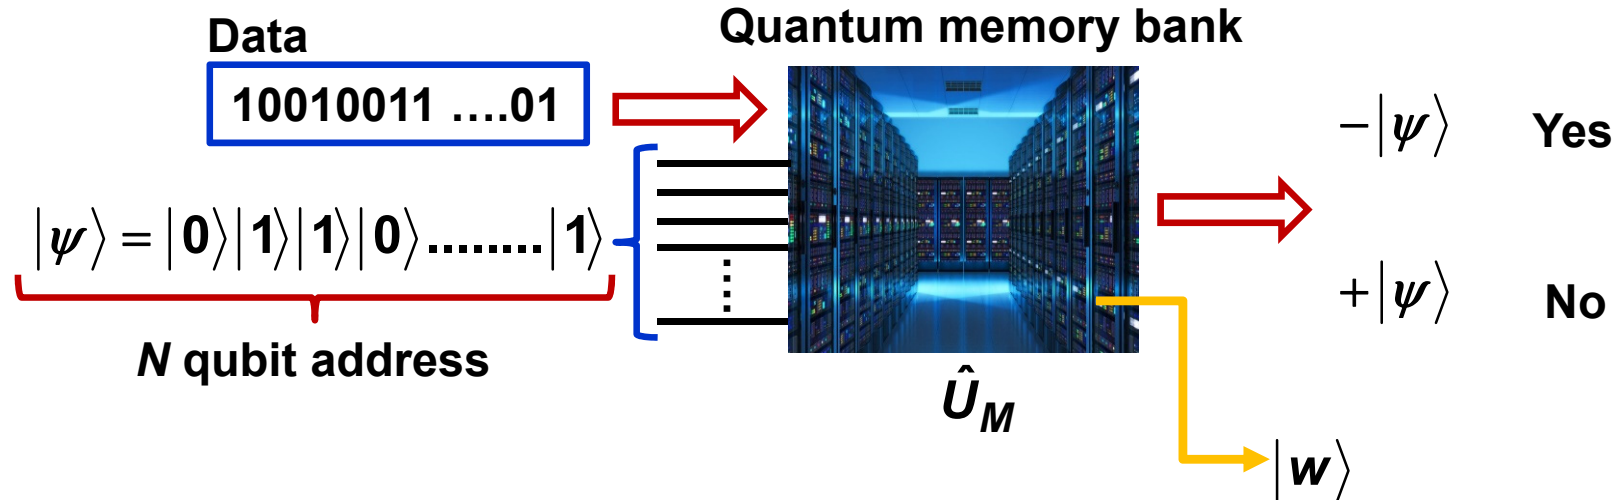 Data
Quantum memory bank
10010011 ....01
−|ψ⟩ Yes
|ψ⟩ = |0⟩|1⟩|1⟩|0⟩........|1⟩
+|ψ⟩ No
N qubit address
Û_M
|w⟩